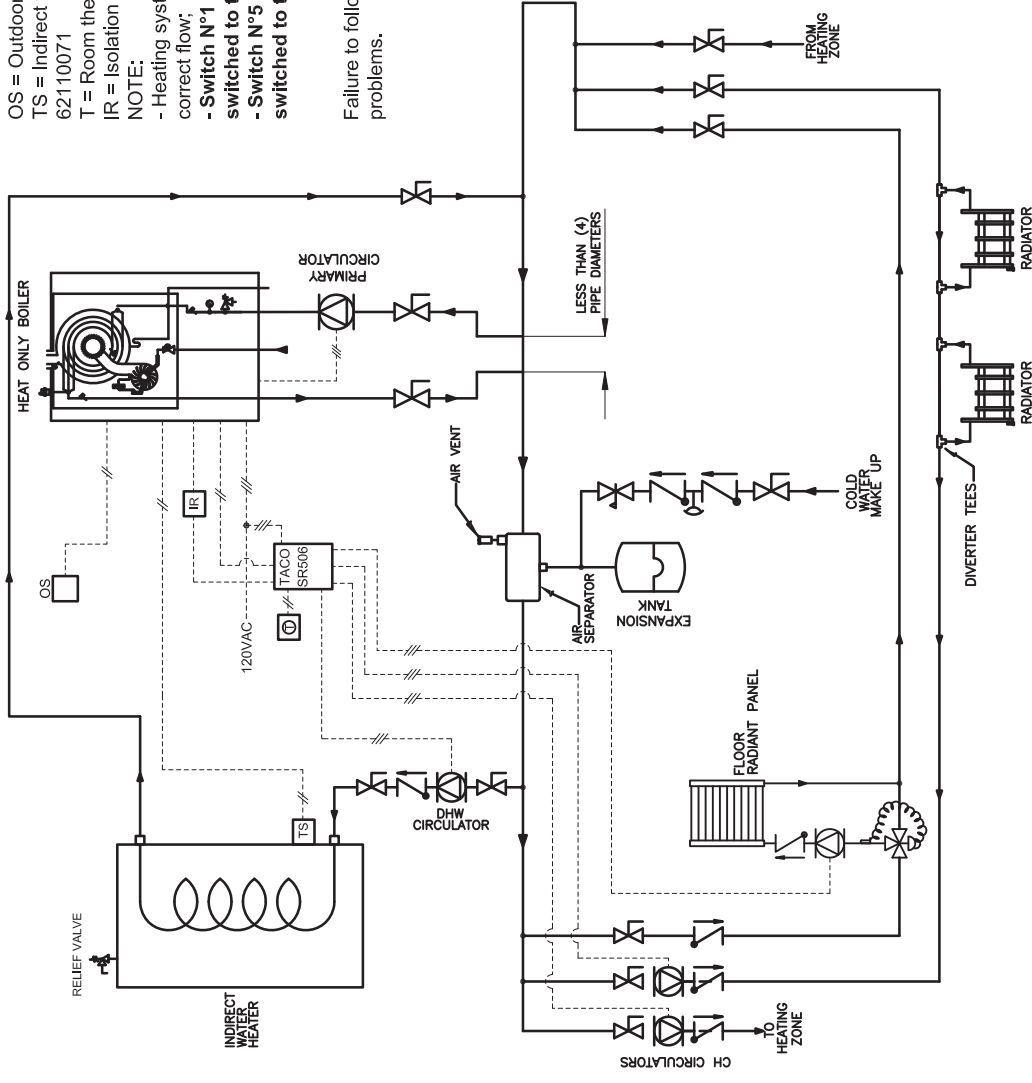 OS = Outdoor
TS = Indirect
62110071
T = Room the
IR = Isolation
NOTE:
- Heating syst
correct flow;
- Switch N°1
switched to t
- Switch N°5
switched to t
Failure to follo
problems.
HEAT ONLY BOILER
PRIMARY
CIRCULATOR
FROM
HEATING
ZONE
LESS THAN (4)
PIPE DIAMETERS
OS
IR
TACO
SR506
T
120VAC
AIR VENT
AIR
SEPARATOR
EXPANSION
TANK
COLD
WATER
MAKE UP
RADIATOR
RADIATOR
DIVERTER TEES
RELIEF VALVE
INDIRECT
WATER
HEATER
TS
DHW
CIRCULATOR
FLOOR
RADIANT PANEL
CH CIRCULATORS
TO
HEATING
ZONE